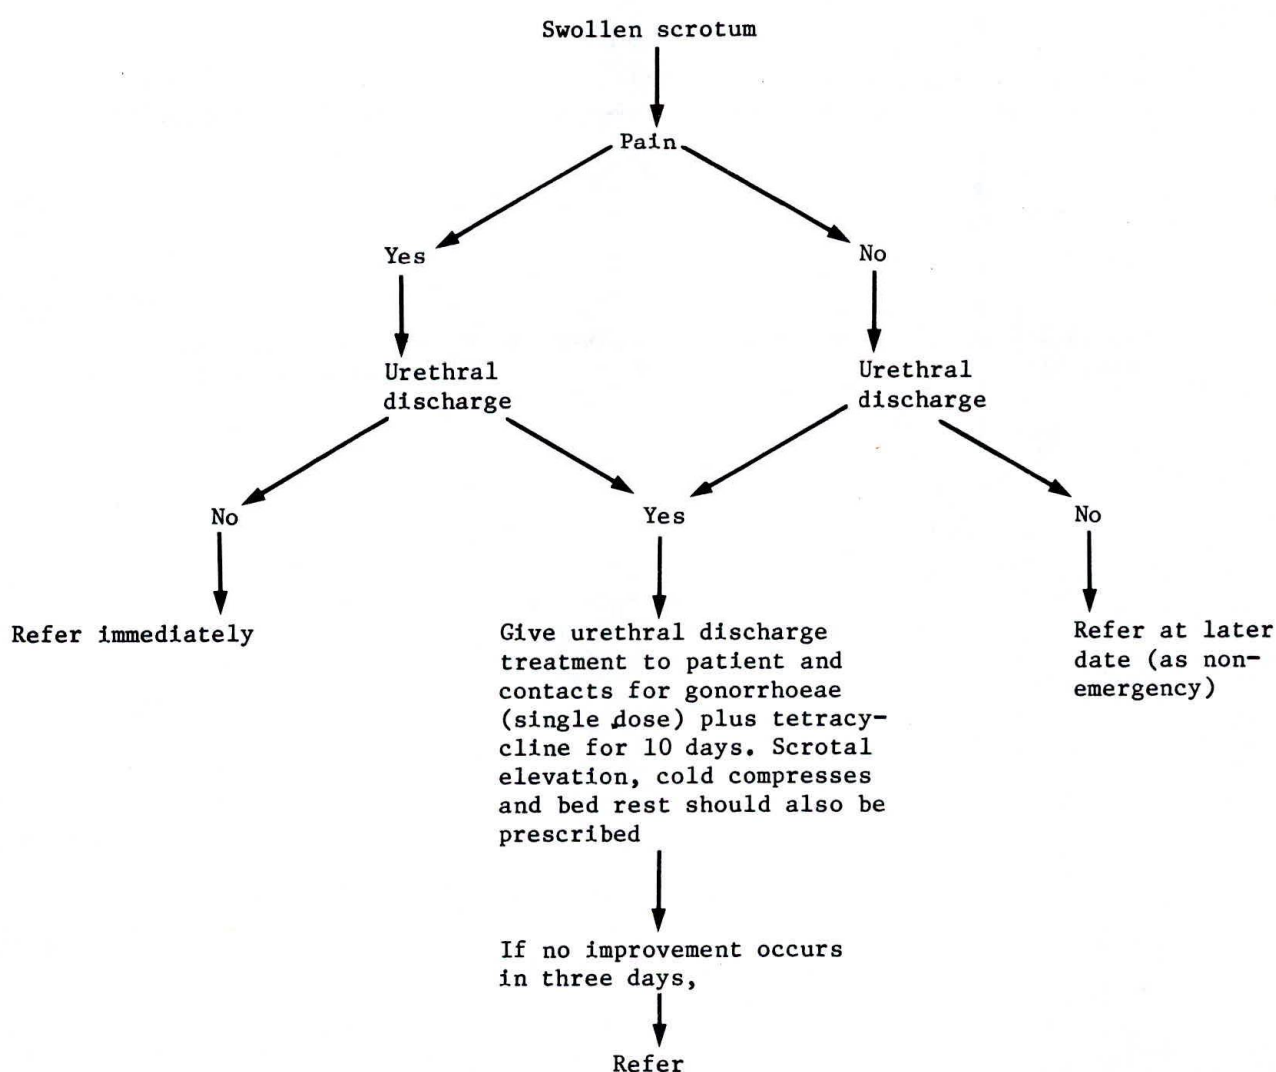 Swollen scrotum
Pain
Yes
No
Urethral
discharge
Urethral
discharge
No
Yes
No
Refer immediately
Give urethral discharge
treatment to patient and
contacts for gonorrhoeae
(single dose) plus tetracy-
cline for 10 days. Scrotal
elevation, cold compresses
and bed rest should also be
prescribed
Refer at later
date (as non-
emergency)
If no improvement occurs
in three days,
Refer